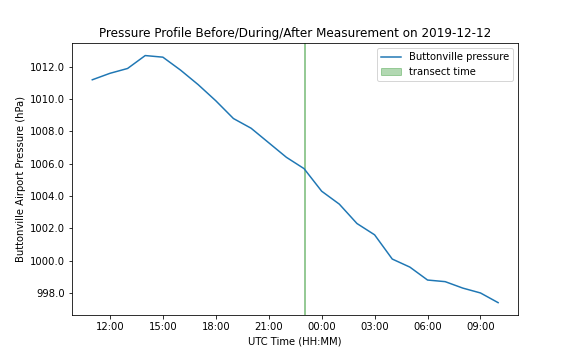 Pressure Profile Before/During/After Measurement on 2019-12-12
Buttonville pressure
transect time
Buttonville Airport Pressure (hPa)
1012.0
1010.0
1008.0
1006.0
1004.0
1002.0
1000.0
998.0
12:00 15:00 18:00 21:00 00:00 03:00 06:00 09:00
UTC Time (HH:MM)